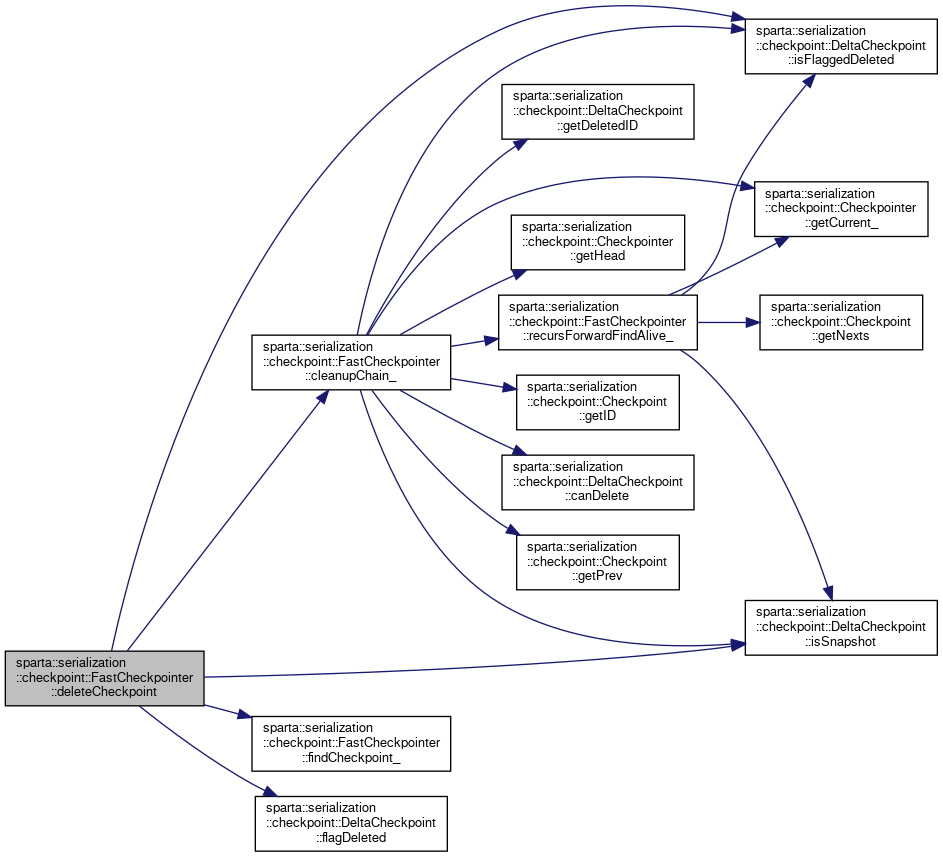 sparta::serialization
::checkpoint::DeltaCheckpoint
::isFlaggedDeleted
sparta::serialization
::checkpoint::DeltaCheckpoint
::getDeletedID
sparta::serialization
::checkpoint::Checkpointer
::getCurrent_
sparta::serialization
::checkpoint::Checkpointer
::getHead
sparta::serialization
::checkpoint::FastCheckpointer
::recursForwardFindAlive_
sparta::serialization
::checkpoint::Checkpoint
::getNexts
sparta::serialization
::checkpoint::FastCheckpointer
::cleanupChain_
sparta::serialization
::checkpoint::Checkpoint
::getID
sparta::serialization
::checkpoint::DeltaCheckpoint
::canDelete
sparta::serialization
::checkpoint::Checkpoint
::getPrev
sparta::serialization
::checkpoint::DeltaCheckpoint
::isSnapshot
sparta::serialization
::checkpoint::FastCheckpointer
::deleteCheckpoint
sparta::serialization
::checkpoint::FastCheckpointer
::findCheckpoint_
sparta::serialization
::checkpoint::DeltaCheckpoint
::flagDeleted